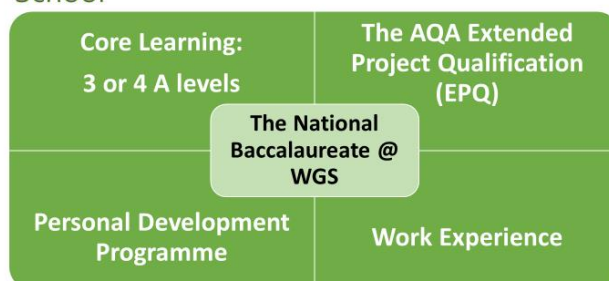 Core Learning:
3 or 4 A levels
The AQA Extended
Project Qualification
(EPQ)
The National
Baccalaureate @
WGS
Personal Development
Programme
Work Experience